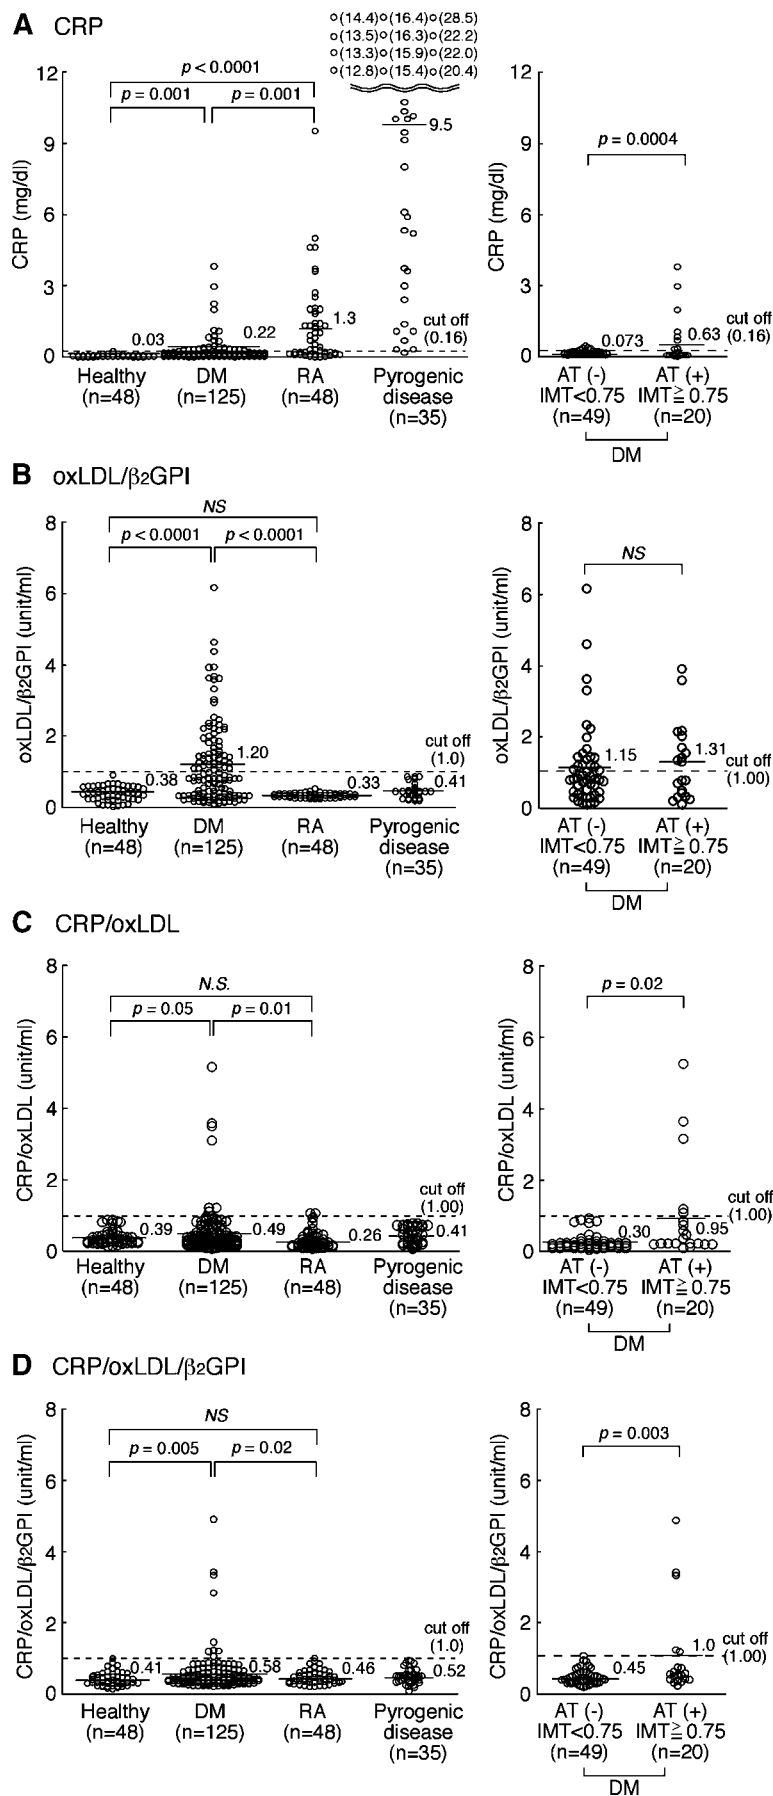 A CRP
(14.4) (16.4) (28.5)
(13.5) (16.3) (22.2)
(13.3) (15.9) (22.0)
(12.8) (15.4) (20.4)
p < 0.0001
p = 0.001 p = 0.001
CRP (mg/dl)
12
9
6
3
0
9.5
0.03
0.22
1.3
cut off
(0.16)
Healthy DM RA Pyrogenic
(n=48) (n=125) (n=48) disease
(n=35)
p = 0.0004
CRP (mg/dl)
12
9
6
3
0
0.073
0.63
cut off
(0.16)
AT (-) AT (+)
IMT<0.75 IMT≧0.75
(n=49) (n=20)
DM
B oxLDL/β2GPI
NS
p < 0.0001 p < 0.0001
oxLDL/β2GPI (unit/ml)
8
6
4
2
0
0.38
1.20
0.33
0.41
cut off
(1.0)
Healthy DM RA Pyrogenic
(n=48) (n=125) (n=48) disease
(n=35)
NS
oxLDL/β2GPI (unit/ml)
8
6
4
2
0
1.15
1.31
cut off
(1.00)
AT (-) AT (+)
IMT<0.75 IMT≧0.75
(n=49) (n=20)
DM
C CRP/oxLDL
N.S.
p = 0.05 p = 0.01
CRP/oxLDL (unit/ml)
8
6
4
2
0
0.39
0.49
0.26
0.41
cut off
(1.00)
Healthy DM RA Pyrogenic
(n=48) (n=125) (n=48) disease
(n=35)
p = 0.02
CRP/oxLDL (unit/ml)
8
6
4
2
0
0.30
0.95
cut off
(1.00)
AT (-) AT (+)
IMT<0.75 IMT≧0.75
(n=49) (n=20)
DM
D CRP/oxLDL/β2GPI
NS
p = 0.005 p = 0.02
CRP/oxLDL/β2GPI (unit/ml)
8
6
4
2
0
0.41
0.58
0.46
0.52
cut off
(1.0)
Healthy DM RA Pyrogenic
(n=48) (n=125) (n=48) disease
(n=35)
p = 0.003
CRP/oxLDL/β2GPI (unit/ml)
8
6
4
2
0
0.45
1.0
cut off
(1.00)
AT (-) AT (+)
IMT<0.75 IMT≧0.75
(n=49) (n=20)
DM